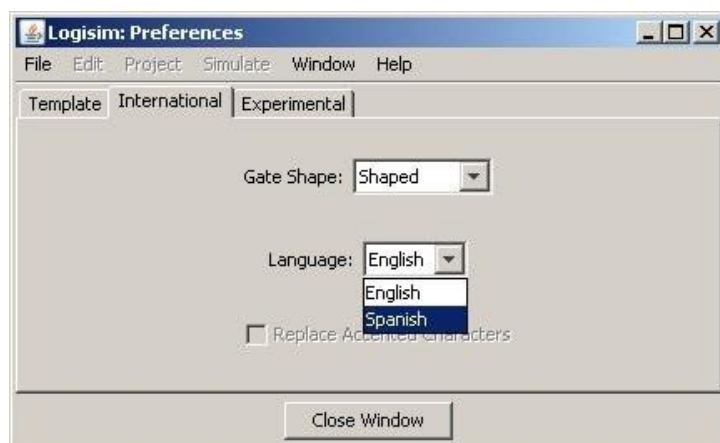 Logisim: Preferences
File Edit Project Simulate Window Help
Template International Experimental
Gate Shape: Shaped
Language: English
English
Spanish
Replace Accented Characters
Close Window